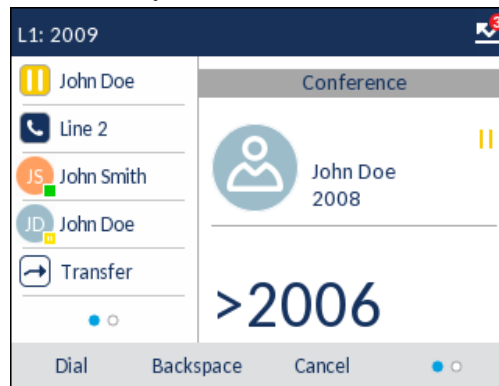 L1: 2009
3
John Doe
Line 2
JS John Smith
JD John Doe
Transfer
Conference
John Doe
2008
>2006
Dial Backspace Cancel